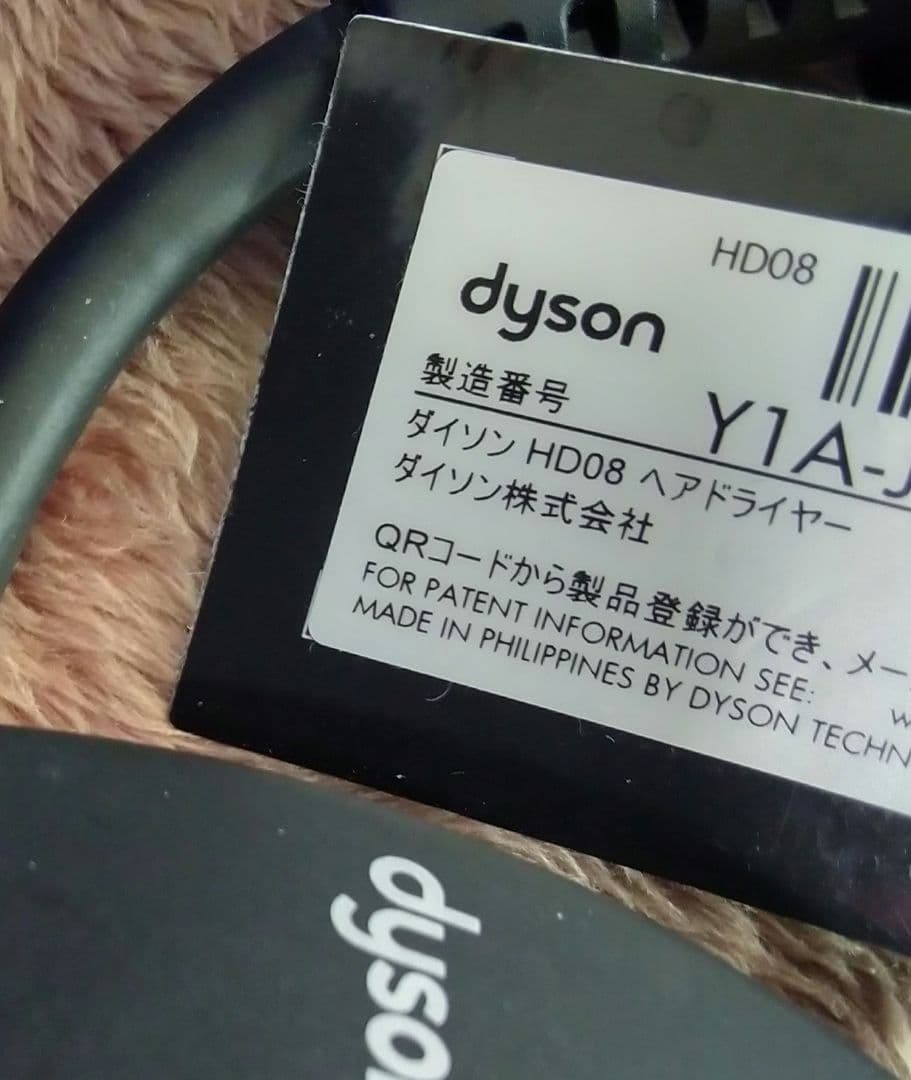 HD08
dyson
製造番号 Y1A-J
ダイソン HD08 ヘアドライヤー
ダイソン株式会社
QRコードから製品登録ができ、メー
FOR PATENT INFORMATION SEE:
MADE IN PHILIPPINES BY DYSON TECHN
dyson